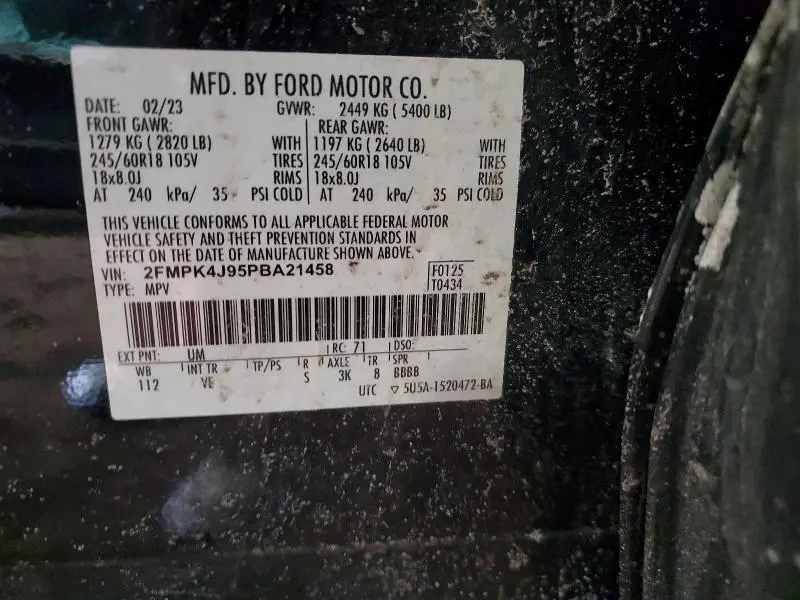 MFD. BY FORD MOTOR CO.
DATE: 02/23 GVWR: 2449 KG ( 5400 LB)
FRONT GAWR: REAR GAWR:
1279 KG ( 2820 LB) WITH 1197 KG ( 2640 LB) WITH
245/60R18 105V TIRES 245/60R18 105V TIRES
18x8.0J RIMS 18x8.0J RIMS
AT 240 kPa/ 35 PSI COLD AT 240 kPa/ 35 PSI COLD
THIS VEHICLE CONFORMS TO ALL APPLICABLE FEDERAL MOTOR
VEHICLE SAFETY AND THEFT PREVENTION STANDARDS IN
EFFECT ON THE DATE OF MANUFACTURE SHOWN ABOVE.
VIN: 2FMPK4J95PBA21458 F0125
TYPE: MPV T0434
EXT PNT: UM RC: 71 DSO:
WB INT TR TP/PS R AXLE TR SPR
112 VE S 3K 8 BBBB
UTC ▽ 5U5A-1520472-BA